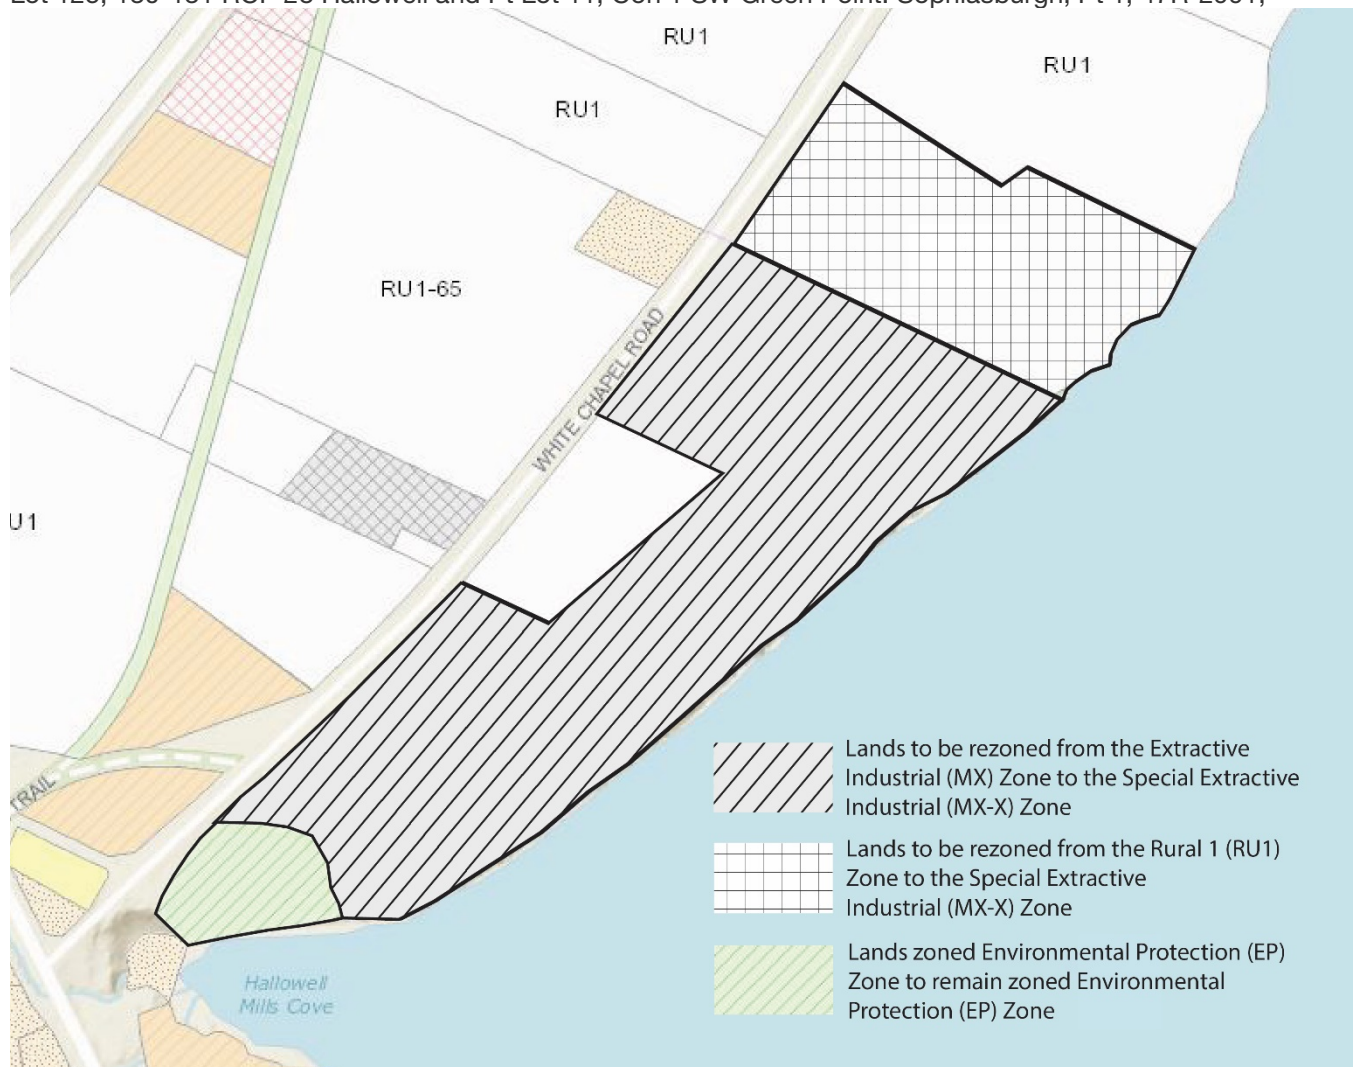 RU1
RU1
RU1
RU1-65
WHITE CHAPEL ROAD
U1
TRAIL
Lands to be rezoned from the Extractive
Industrial (MX) Zone to the Special Extractive
Industrial (MX-X) Zone
Lands to be rezoned from the Rural 1 (RU1)
Zone to the Special Extractive
Industrial (MX-X) Zone
Lands zoned Environmental Protection (EP)
Zone to remain zoned Environmental
Protection (EP) Zone
Hallowell
Mills Cove